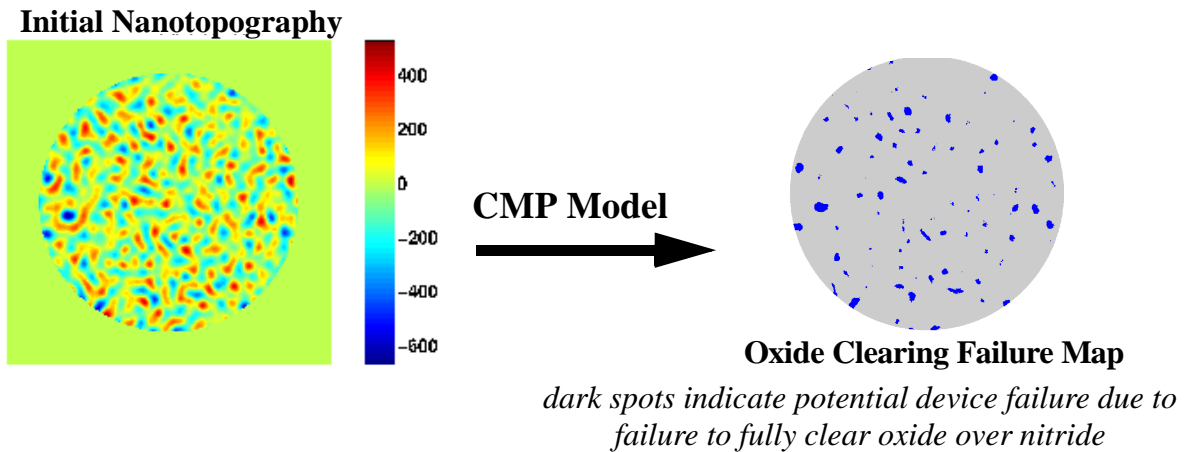 Initial Nanotopography
400
200
0
-200
-400
-600
CMP Model
Oxide Clearing Failure Map
dark spots indicate potential device failure due to
failure to fully clear oxide over nitride